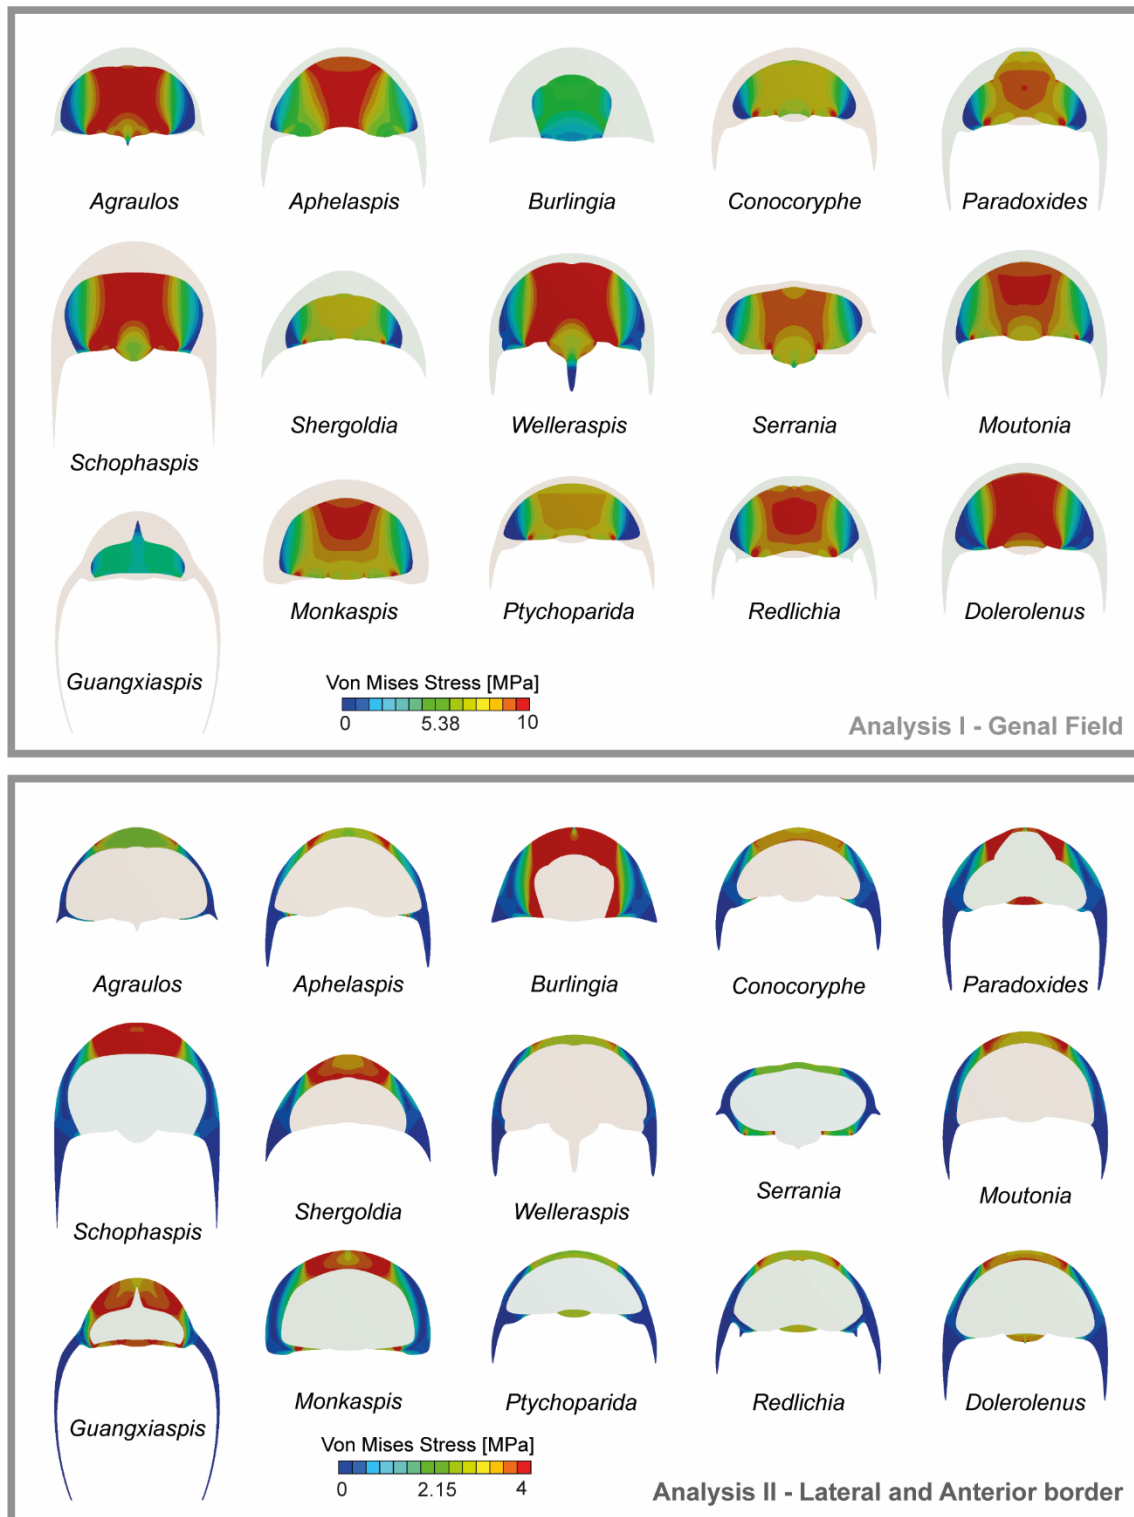 Agraulos
Aphelaspis
Burlingia
Conocoryphe
Paradoxides
Schophaspis
Shergoldia
Welleraspis
Serrania
Moutonia
Guangxiaspis
Monkaspis
Ptychoparida
Redlichia
Dolerolenus
Von Mises Stress [MPa]
0 5.38 10
Analysis I - Genal Field
Agraulos
Aphelaspis
Burlingia
Conocoryphe
Paradoxides
Schophaspis
Shergoldia
Welleraspis
Serrania
Moutonia
Guangxiaspis
Monkaspis
Ptychoparida
Redlichia
Dolerolenus
Von Mises Stress [MPa]
0 2.15 4
Analysis II - Lateral and Anterior border